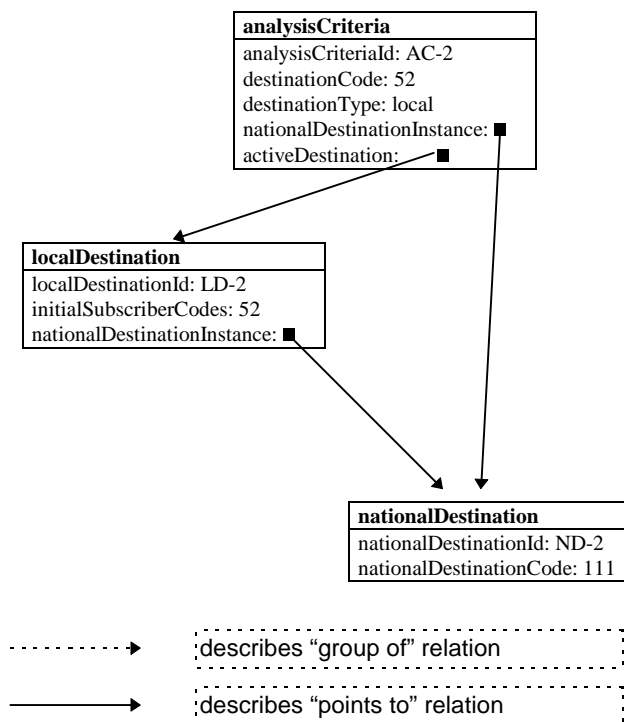 analysisCriteria
analysisCriteriaId: AC-2
destinationCode: 52
destinationType: local
nationalDestinationInstance:
activeDestination:
localDestination
localDestinationId: LD-2
initialSubscriberCodes: 52
nationalDestinationInstance:
nationalDestination
nationalDestinationId: ND-2
nationalDestinationCode: 111
describes “group of” relation
describes “points to” relation